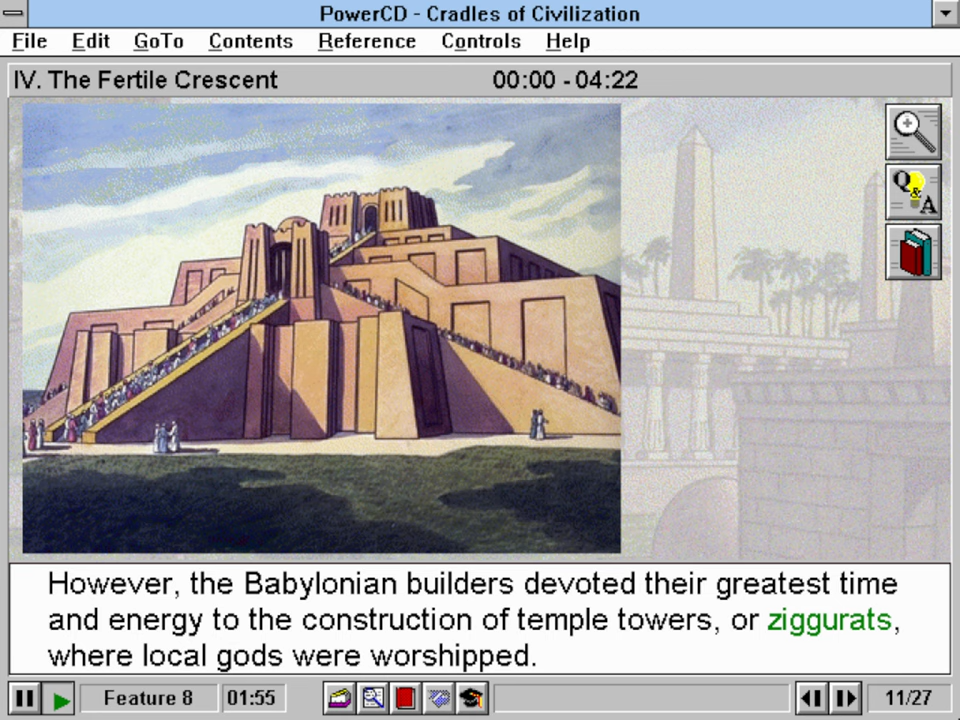 PowerCD - Cradles of Civilization
File Edit GoTo Contents Reference Controls Help
IV. The Fertile Crescent 00:00 - 04:22
Q&A
However, the Babylonian builders devoted their greatest time
and energy to the construction of temple towers, or ziggurats,
where local gods were worshipped.
Feature 8 01:55 11/27